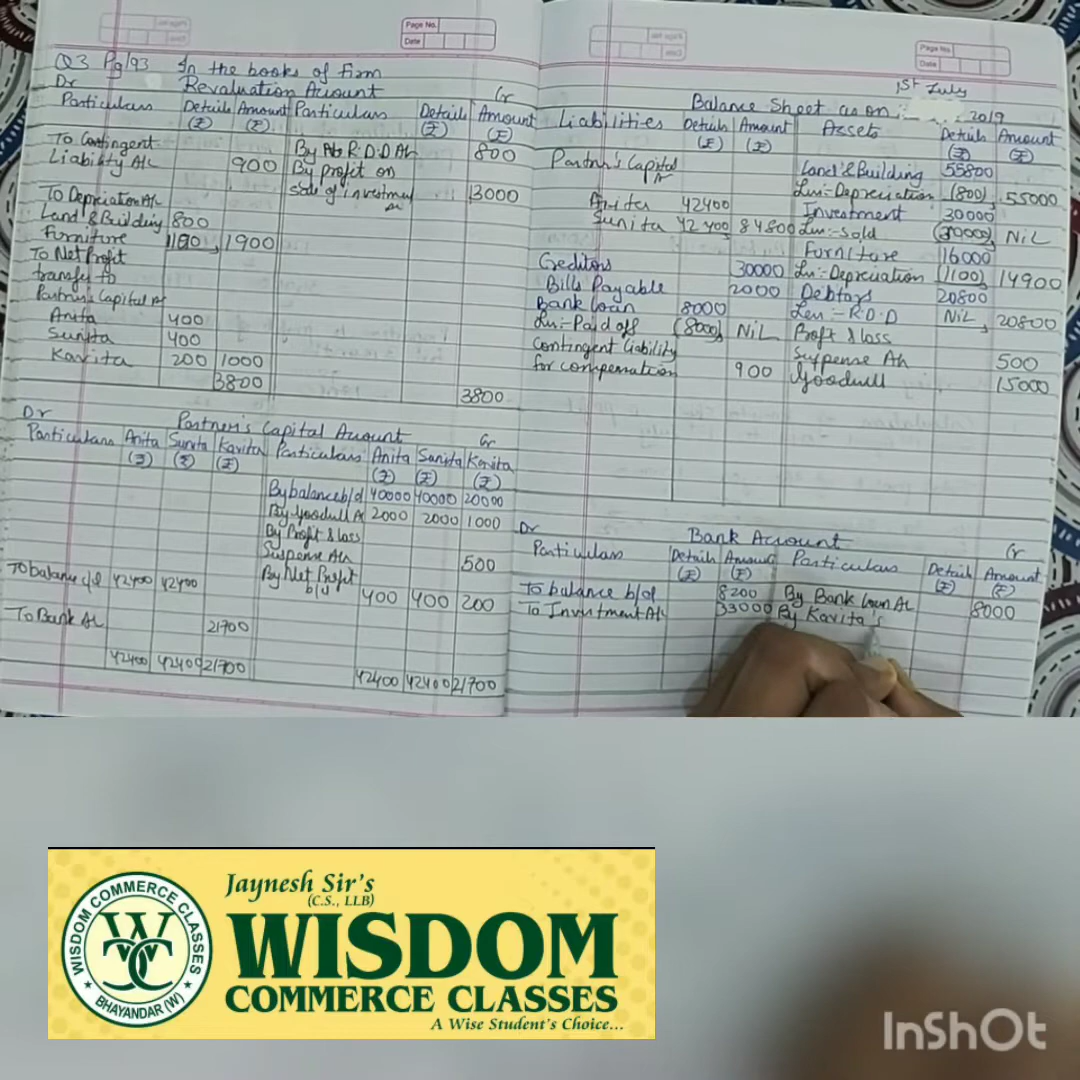 Page No.
Date
Q3 Pg/93 In the books of firm
Dr Revaluation Account Cr
Particulars Details (₹) Amount (₹) Particulars Details (₹) Amount (₹)
To Contingent By R.D.D A/c 800
Liability A/c 900 By profit on
sale of investment 3000
To Depreciation A/c
Land & Building 800
Furniture 1100 1900
To Net Profit
transfer to
Partner's Capital A/c
Anita 400
Sunita 400
Kavita 200 1000
3800 3800
Dr Partner's Capital Account Cr
Particulars Anita (₹) Sunita (₹) Kavita (₹) Particulars Anita (₹) Sunita (₹) Kavita (₹)
By balance b/d 40000 40000 20000
By Goodwill A/c 2000 2000 1000
By Profit & loss
Suspense A/c 500
To balance c/d 42400 42400 By Net Profit
400 400 200
To Bank A/c 21700
42400 42400 21700 42400 42400 21700
Page No.
Date
1st July
Balance Sheet as on 2019
Liabilities Details (₹) Amount (₹) Assets Details (₹) Amount (₹)
Partner's Capital Land & Building 55800
Less:- Depreciation (800) 55000
Anita 42400 Investment 30000
Sunita 42400 84800 Less:- Sold (30000) NiL
Furniture 16000
Creditors 30000 Less:- Depreciation (1100) 14900
Bills Payable 2000 Debtors 20800
Bank loan 8000 Less:- R.D.D NiL 20800
Less:- Paid off (8000) NiL Profit & loss
Contingent liability Suspense A/c 500
for compensation 900 Goodwill 15000
Dr Bank Account Cr
Particulars Details (₹) Amount (₹) Particulars Details (₹) Amount (₹)
To balance b/d 8200 By Bank loan A/c 8000
To Investment A/c 33000 By Kavita's
WISDOM COMMERCE CLASSES
WCC
BHAYANDAR (W)
Jaynesh Sir's
(C.S., LLB)
WISDOM
COMMERCE CLASSES
A Wise Student's Choice...
InShOt